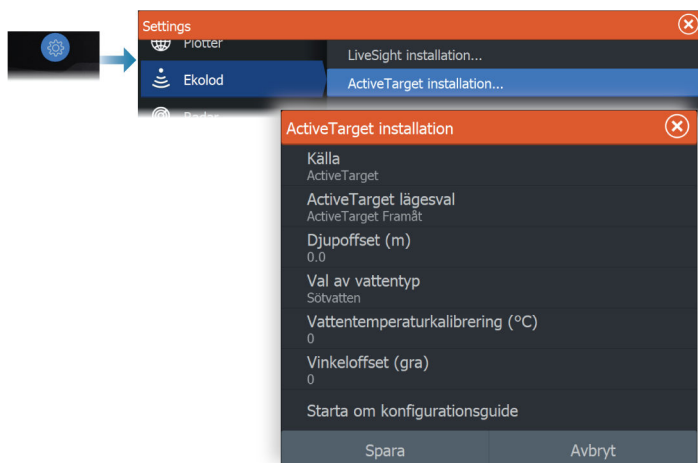 Settings
Plotter
LiveSight installation...
Ekolod
ActiveTarget installation...
Radar
ActiveTarget installation
Källa
ActiveTarget
ActiveTarget lägesval
ActiveTarget Framåt
Djupoffset (m)
0.0
Val av vattentyp
Sötvatten
Vattentemperaturkalibrering (°C)
0
Vinkeloffset (gra)
0
Starta om konfigurationsguide
Spara
Avbryt